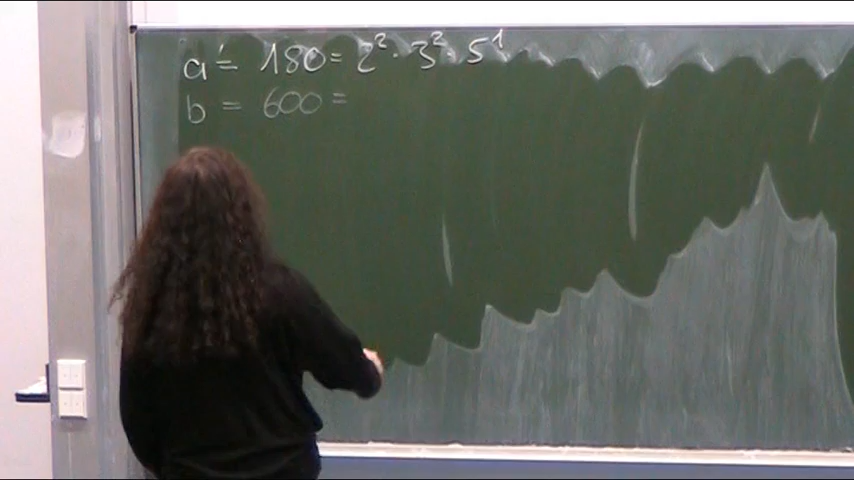 a = 180 = 2² · 3² · 5¹
b = 600 =